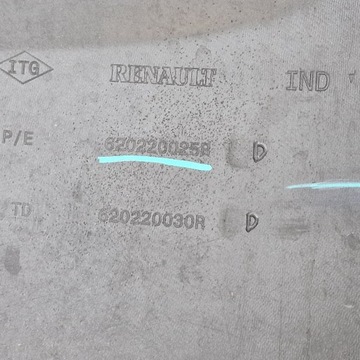 ITG RENAULT IND
P/E 620220025R D
TD 620220030R D